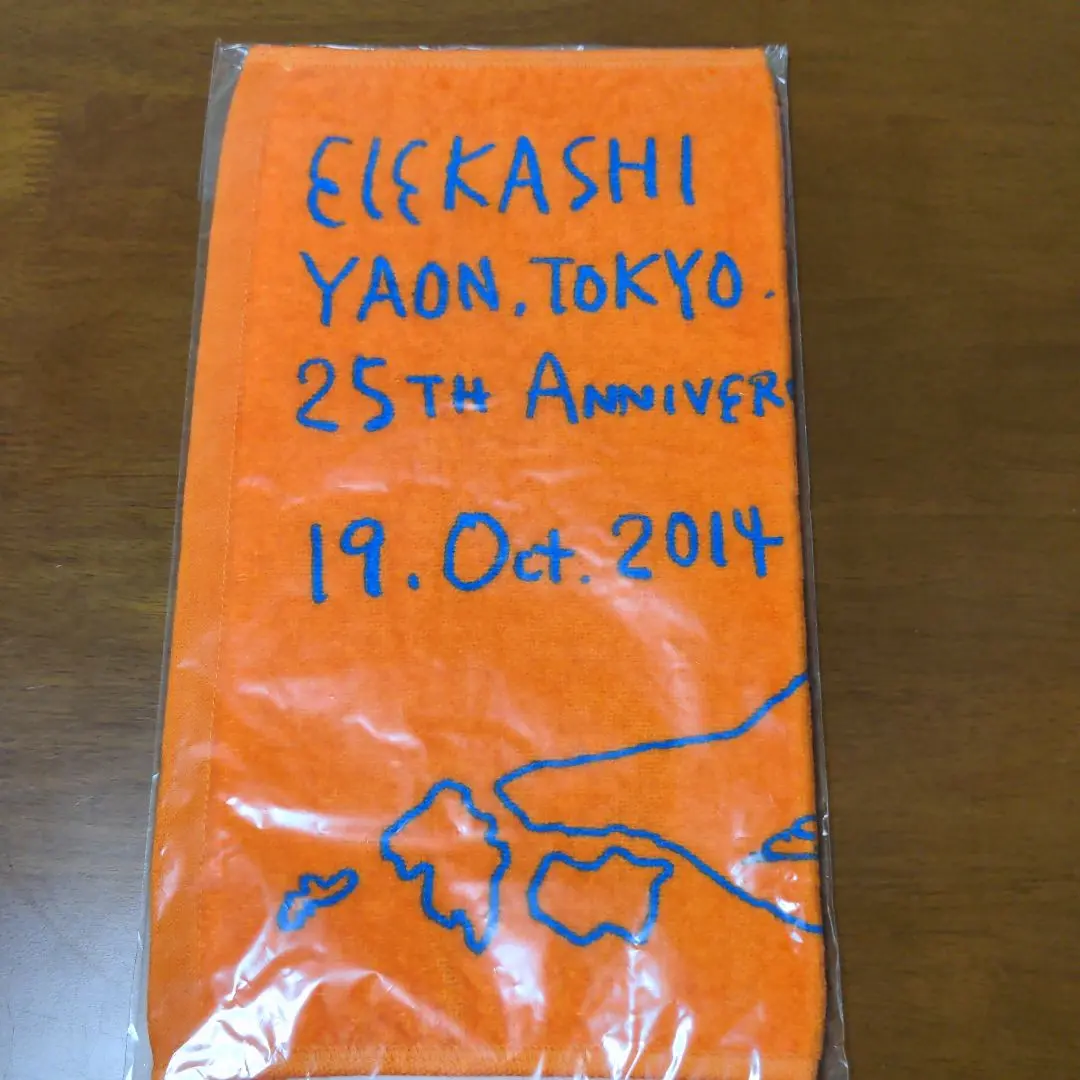 ELEKASHI
YAON, TOKYO.
25TH ANNIVER
19. Oct. 2014